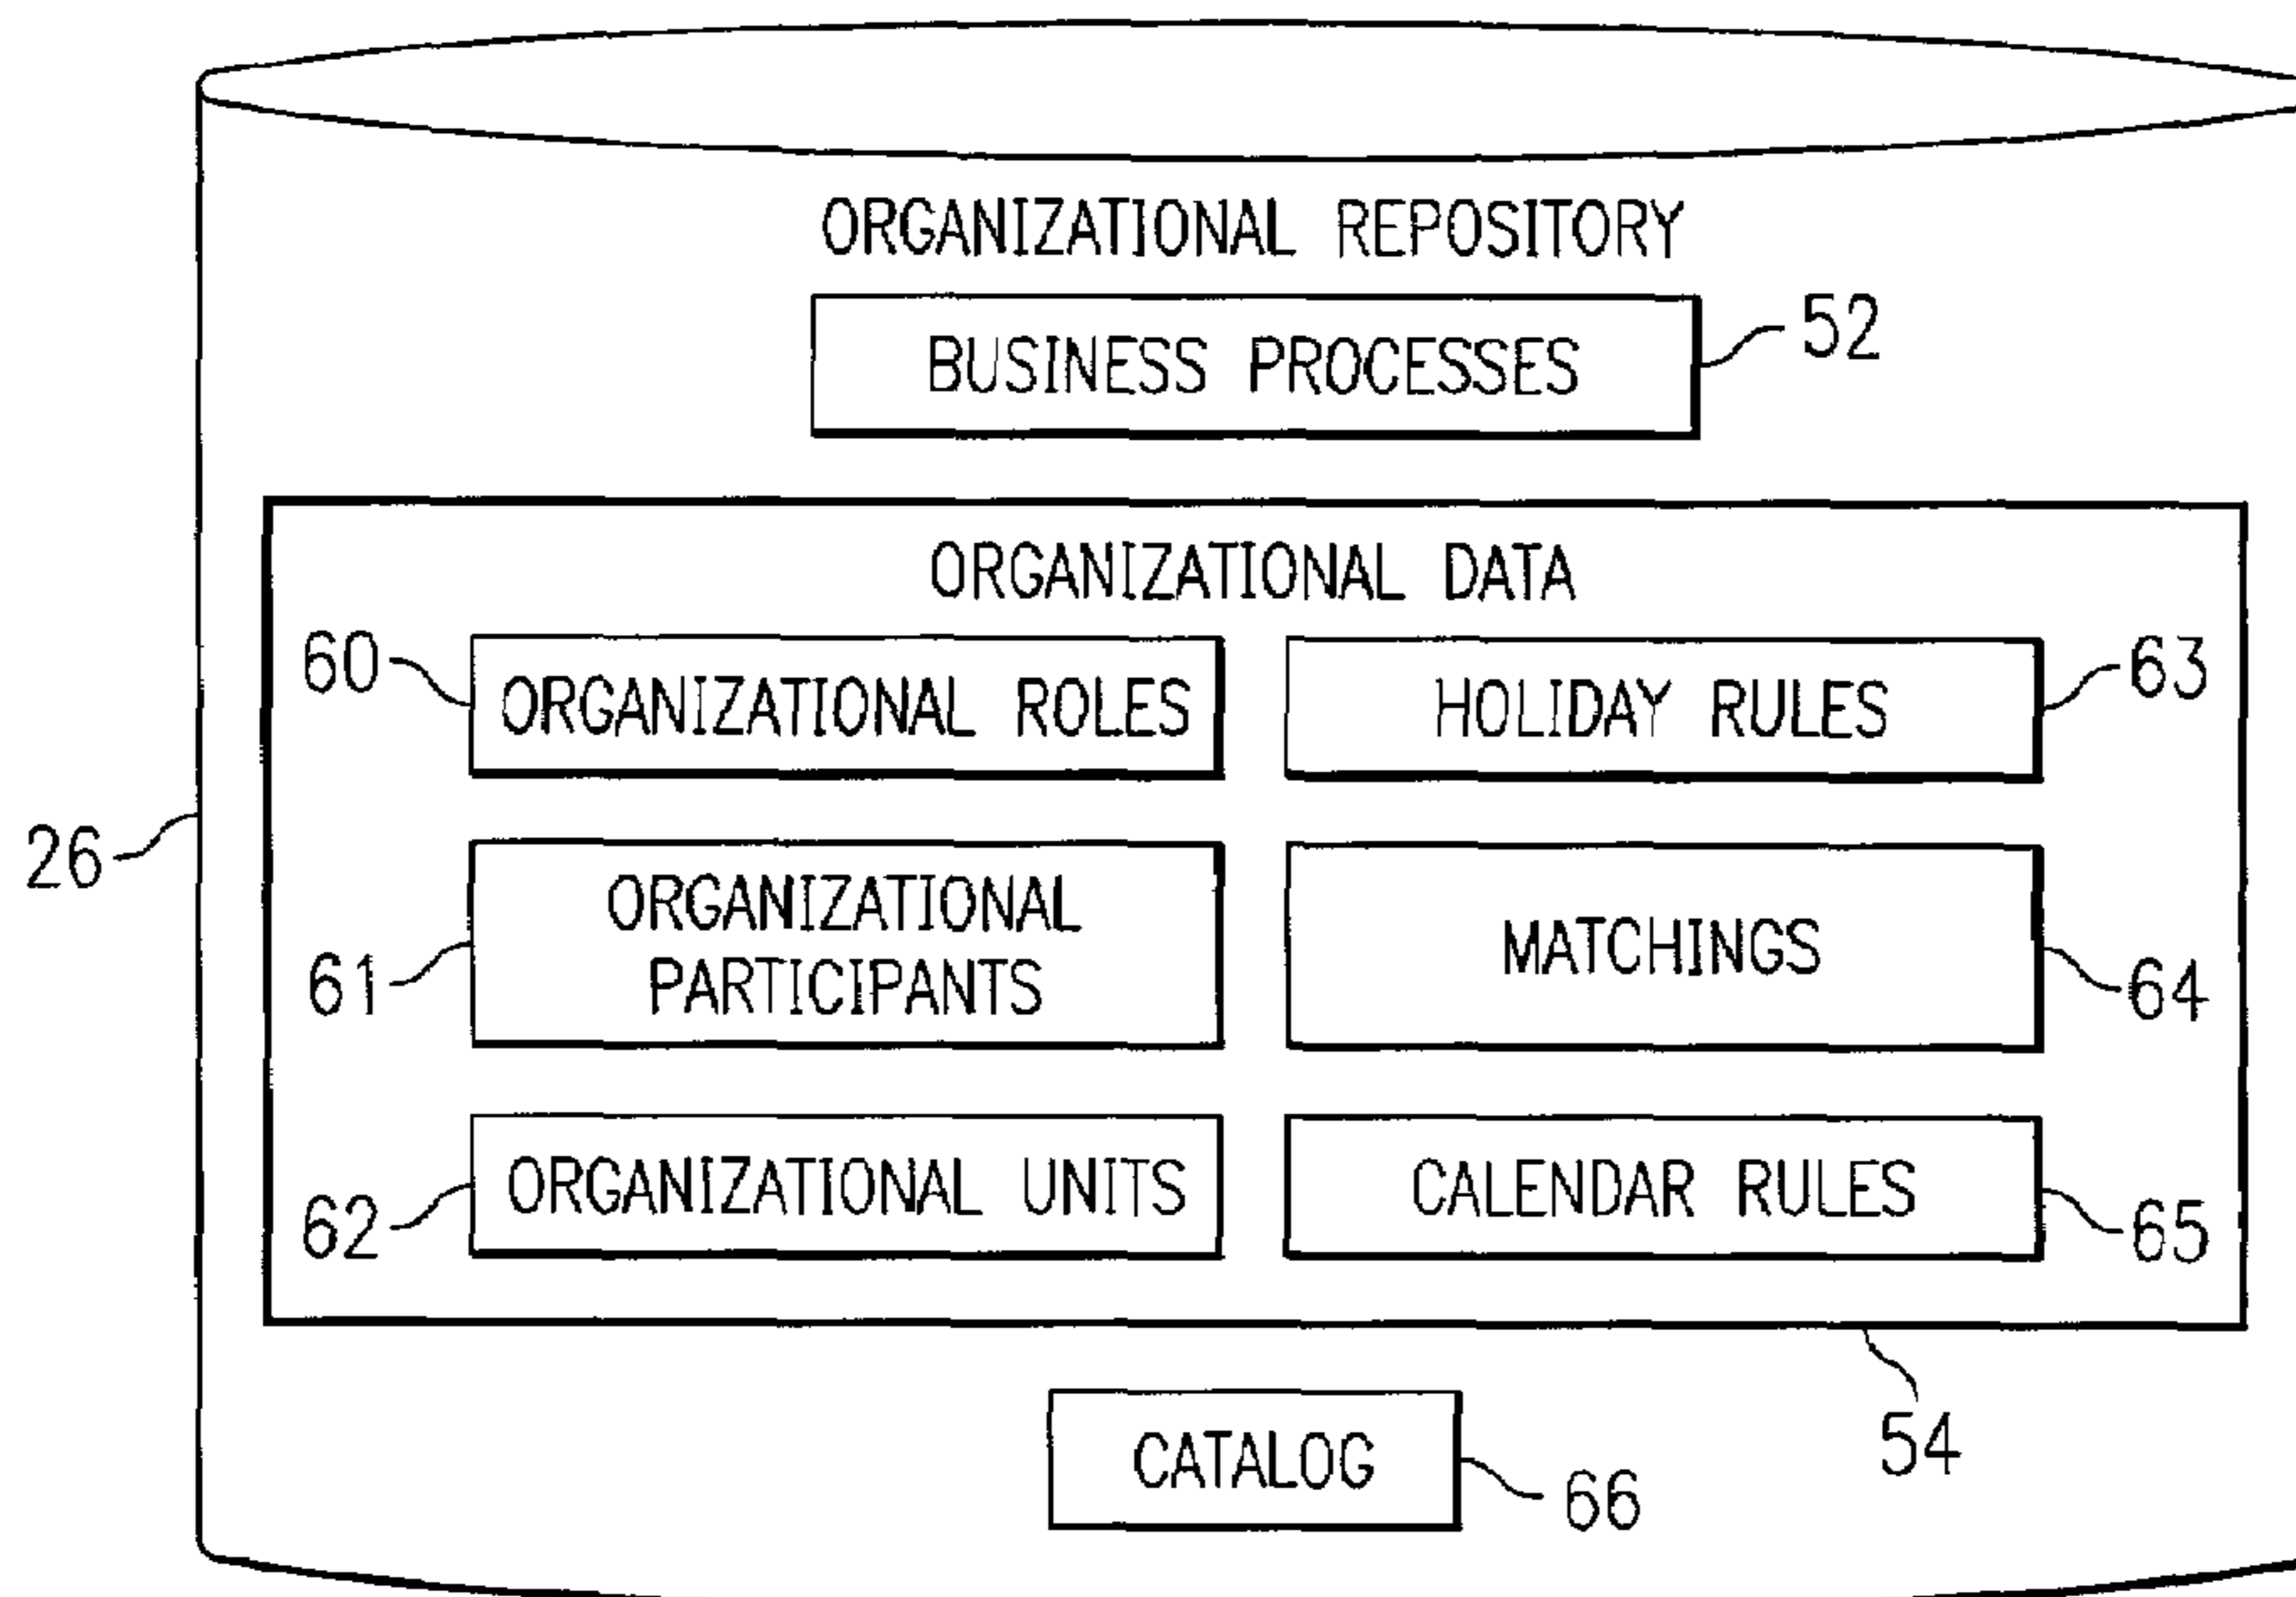 ORGANIZATIONAL REPOSITORY
BUSINESS PROCESSES
52
ORGANIZATIONAL DATA
60
ORGANIZATIONAL ROLES
HOLIDAY RULES
63
26
61
ORGANIZATIONAL
PARTICIPANTS
MATCHINGS
64
62
ORGANIZATIONAL UNITS
CALENDAR RULES
65
54
CATALOG
66